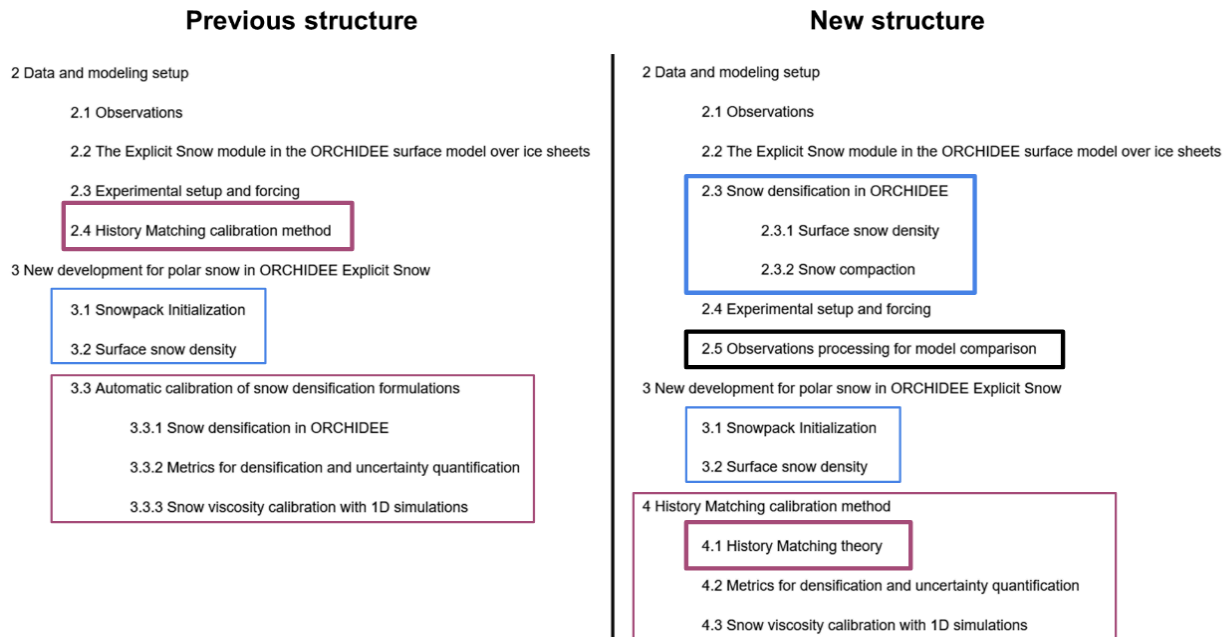 Previous structure
2 Data and modeling setup
2.1 Observations
2.2 The Explicit Snow module in the ORCHIDEE surface model over ice sheets
2.3 Experimental setup and forcing
2.4 History Matching calibration method
3 New development for polar snow in ORCHIDEE Explicit Snow
3.1 Snowpack Initialization
3.2 Surface snow density
3.3 Automatic calibration of snow densification formulations
3.3.1 Snow densification in ORCHIDEE
3.3.2 Metrics for densification and uncertainty quantification
3.3.3 Snow viscosity calibration with 1D simulations
New structure
2 Data and modeling setup
2.1 Observations
2.2 The Explicit Snow module in the ORCHIDEE surface model over ice sheets
2.3 Snow densification in ORCHIDEE
2.3.1 Surface snow density
2.3.2 Snow compaction
2.4 Experimental setup and forcing
2.5 Observations processing for model comparison
3 New development for polar snow in ORCHIDEE Explicit Snow
3.1 Snowpack Initialization
3.2 Surface snow density
4 History Matching calibration method
4.1 History Matching theory
4.2 Metrics for densification and uncertainty quantification
4.3 Snow viscosity calibration with 1D simulations